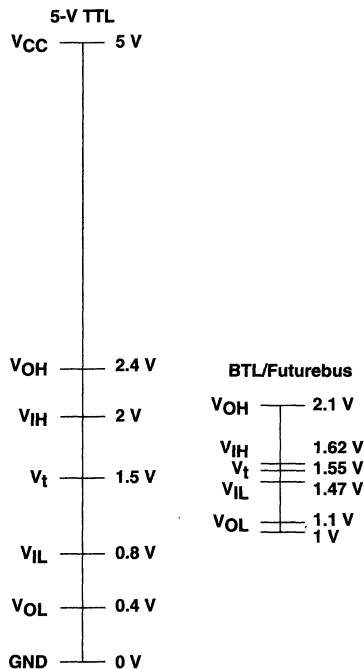 5-V TTL
VCC 5 V
VOH 2.4 V
VIH 2 V
Vt 1.5 V
VIL 0.8 V
VOL 0.4 V
GND 0 V
BTL/Futurebus
VOH 2.1 V
VIH 1.62 V
Vt 1.55 V
VIL 1.47 V
VOL 1.1 V
1 V